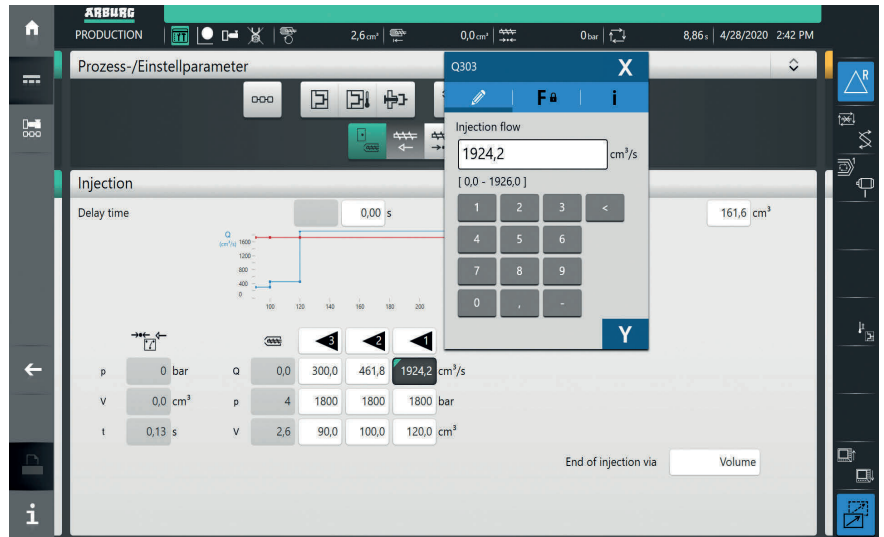 ARBURG
PRODUCTION 2,6 cm³ 0,0 cm³ 0 bar 8,86 s 4/28/2020 2:42 PM
Prozess-/Einstellparameter
Q303 X
F i
Injection flow
1924,2 cm³/s
[ 0,0 - 1926,0 ]
1 2 3 <
4 5 6
7 8 9
0 , -
Y
Injection
Delay time 0,00 s 161,6 cm³
Q
(cm³/s) 1600
1200
800
400
0
100 120 140 160 180 200
3 2 1
p 0 bar Q 0,0 300,0 461,8 1924,2 cm³/s
V 0,0 cm³ p 4 1800 1800 1800 bar
t 0,13 s V 2,6 90,0 100,0 120,0 cm³
End of injection via Volume
i
R